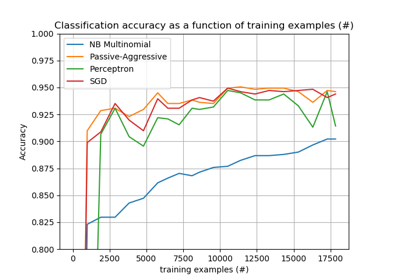 Classification accuracy as a function of training examples (#)
1.000
0.975
0.950
0.925
0.900
0.875
0.850
0.825
0.800
Accuracy
NB Multinomial
Passive-Aggressive
Perceptron
SGD
0 2500 5000 7500 10000 12500 15000 17500
training examples (#)